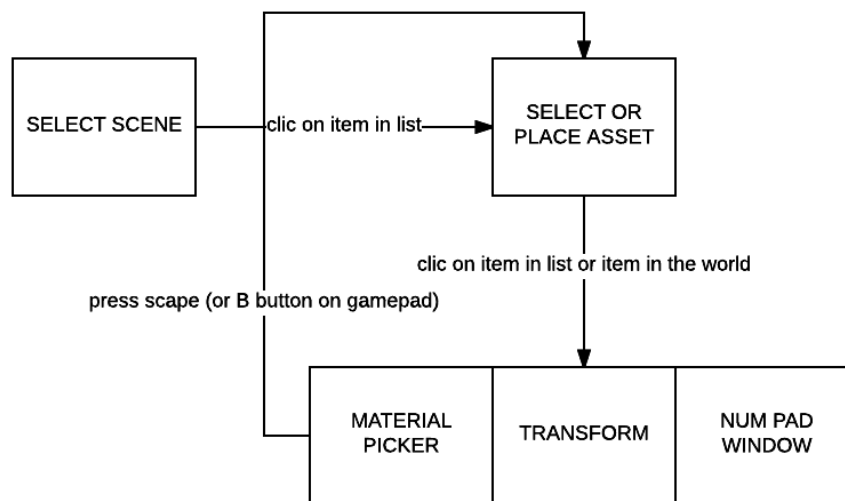 SELECT SCENE
clic on item in list
SELECT OR
PLACE ASSET
clic on item in list or item in the world
press scape (or B button on gamepad)
MATERIAL
PICKER
TRANSFORM
NUM PAD
WINDOW